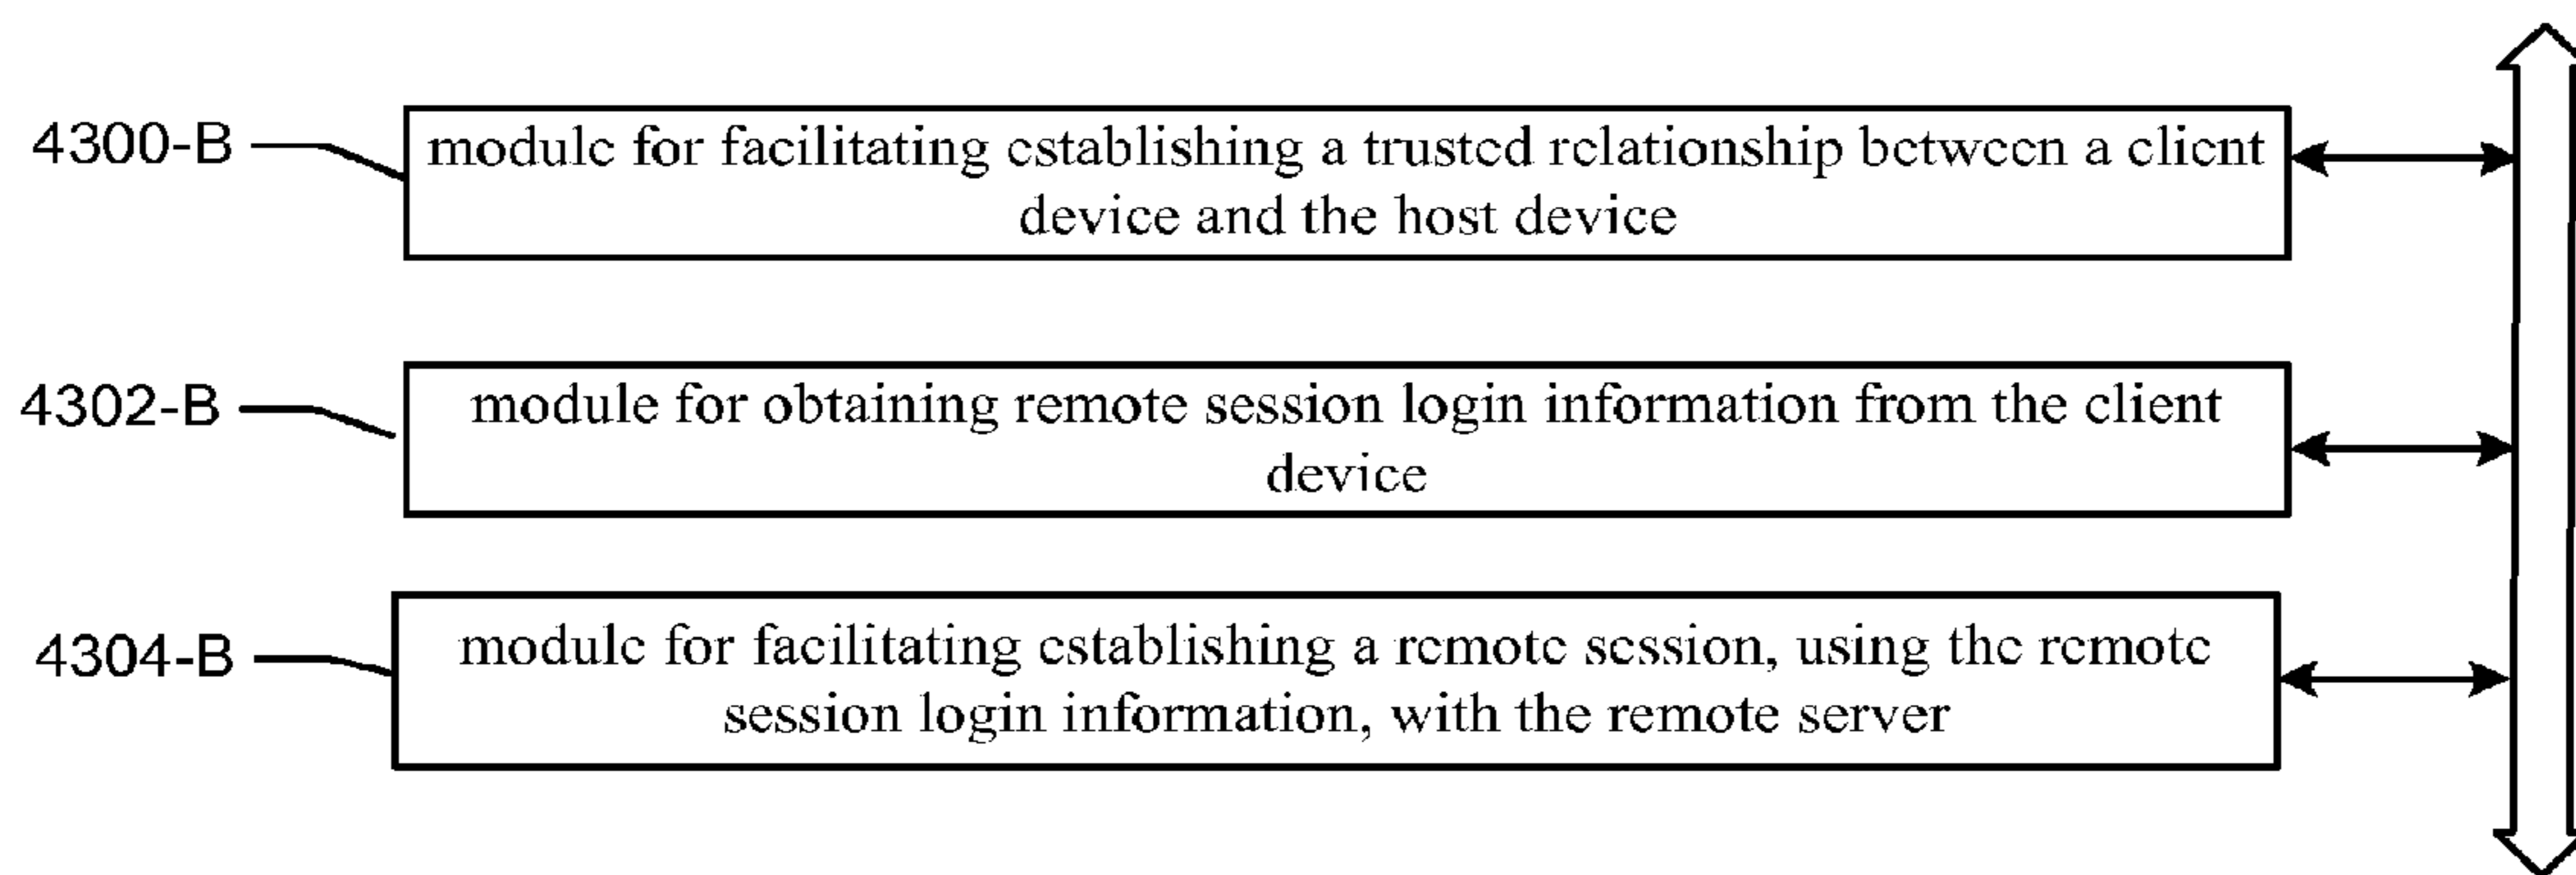 4300-B
module for facilitating establishing a trusted relationship between a client
device and the host device
4302-B
module for obtaining remote session login information from the client
device
4304-B
module for facilitating establishing a remote session, using the remote
session login information, with the remote server